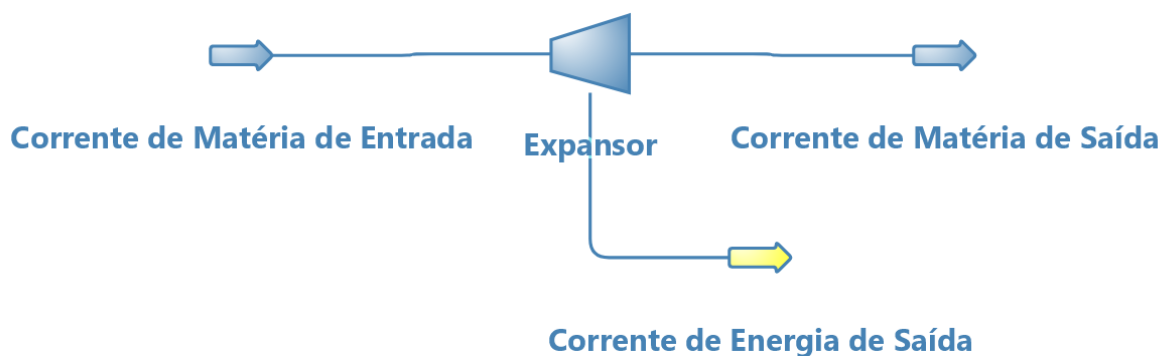 Corrente de Matéria de Entrada
Expansor
Corrente de Matéria de Saída
Corrente de Energia de Saída